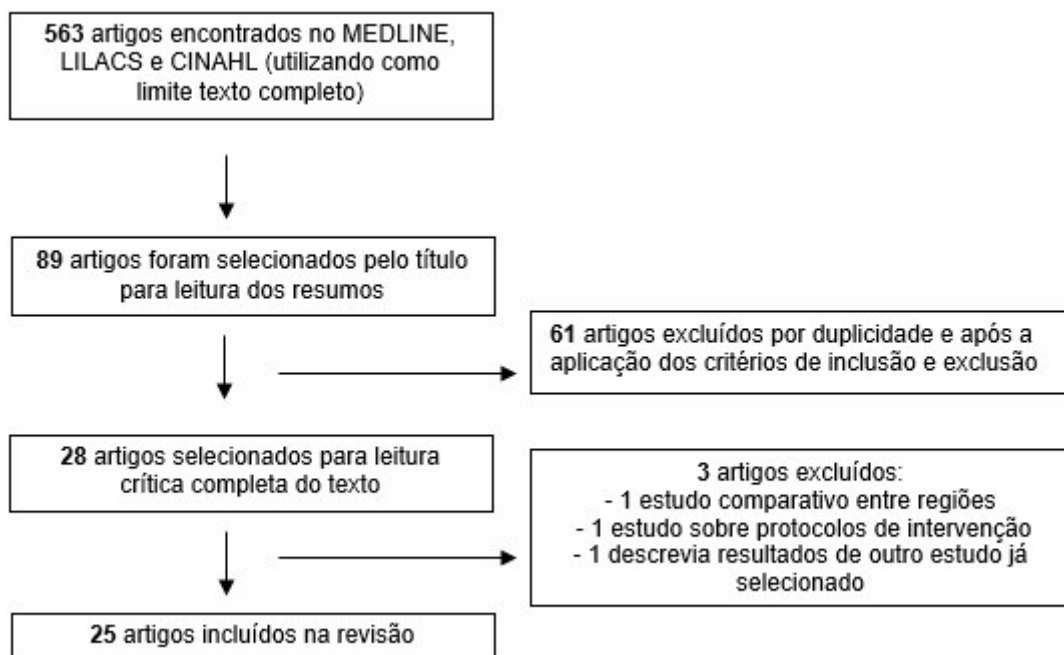 563 artigos encontrados no MEDLINE,
LILACS e CINAHL (utilizando como
limite texto completo)
89 artigos foram selecionados pelo título
para leitura dos resumos
61 artigos excluídos por duplicidade e após a
aplicação dos critérios de inclusão e exclusão
28 artigos selecionados para leitura
crítica completa do texto
3 artigos excluídos:
- 1 estudo comparativo entre regiões
- 1 estudo sobre protocolos de intervenção
- 1 descrevia resultados de outro estudo já
selecionado
25 artigos incluídos na revisão